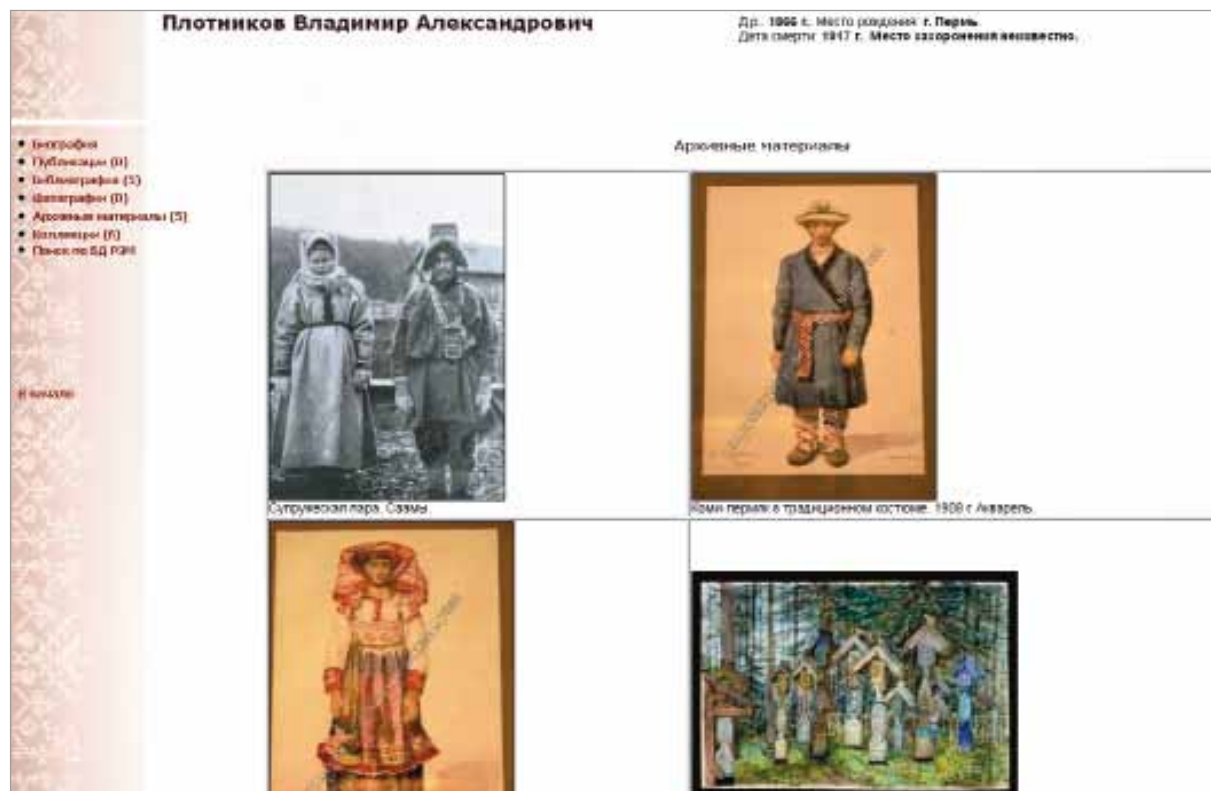 Плотников Владимир Александрович
Др. 1866 г. Место рождения г. Пермь.
Дата смерти 1917 г. Место захоронения неизвестно.
Биография
Публикации (0)
Библиография (5)
Фотографии (0)
Архивные материалы (5)
Коллекции (6)
Поиск по БД РЭМ
К началу
Архивные материалы
Супружеская пара. Саамы.
Коми-пермяк в традиционном костюме. 1908 г. Акварель.